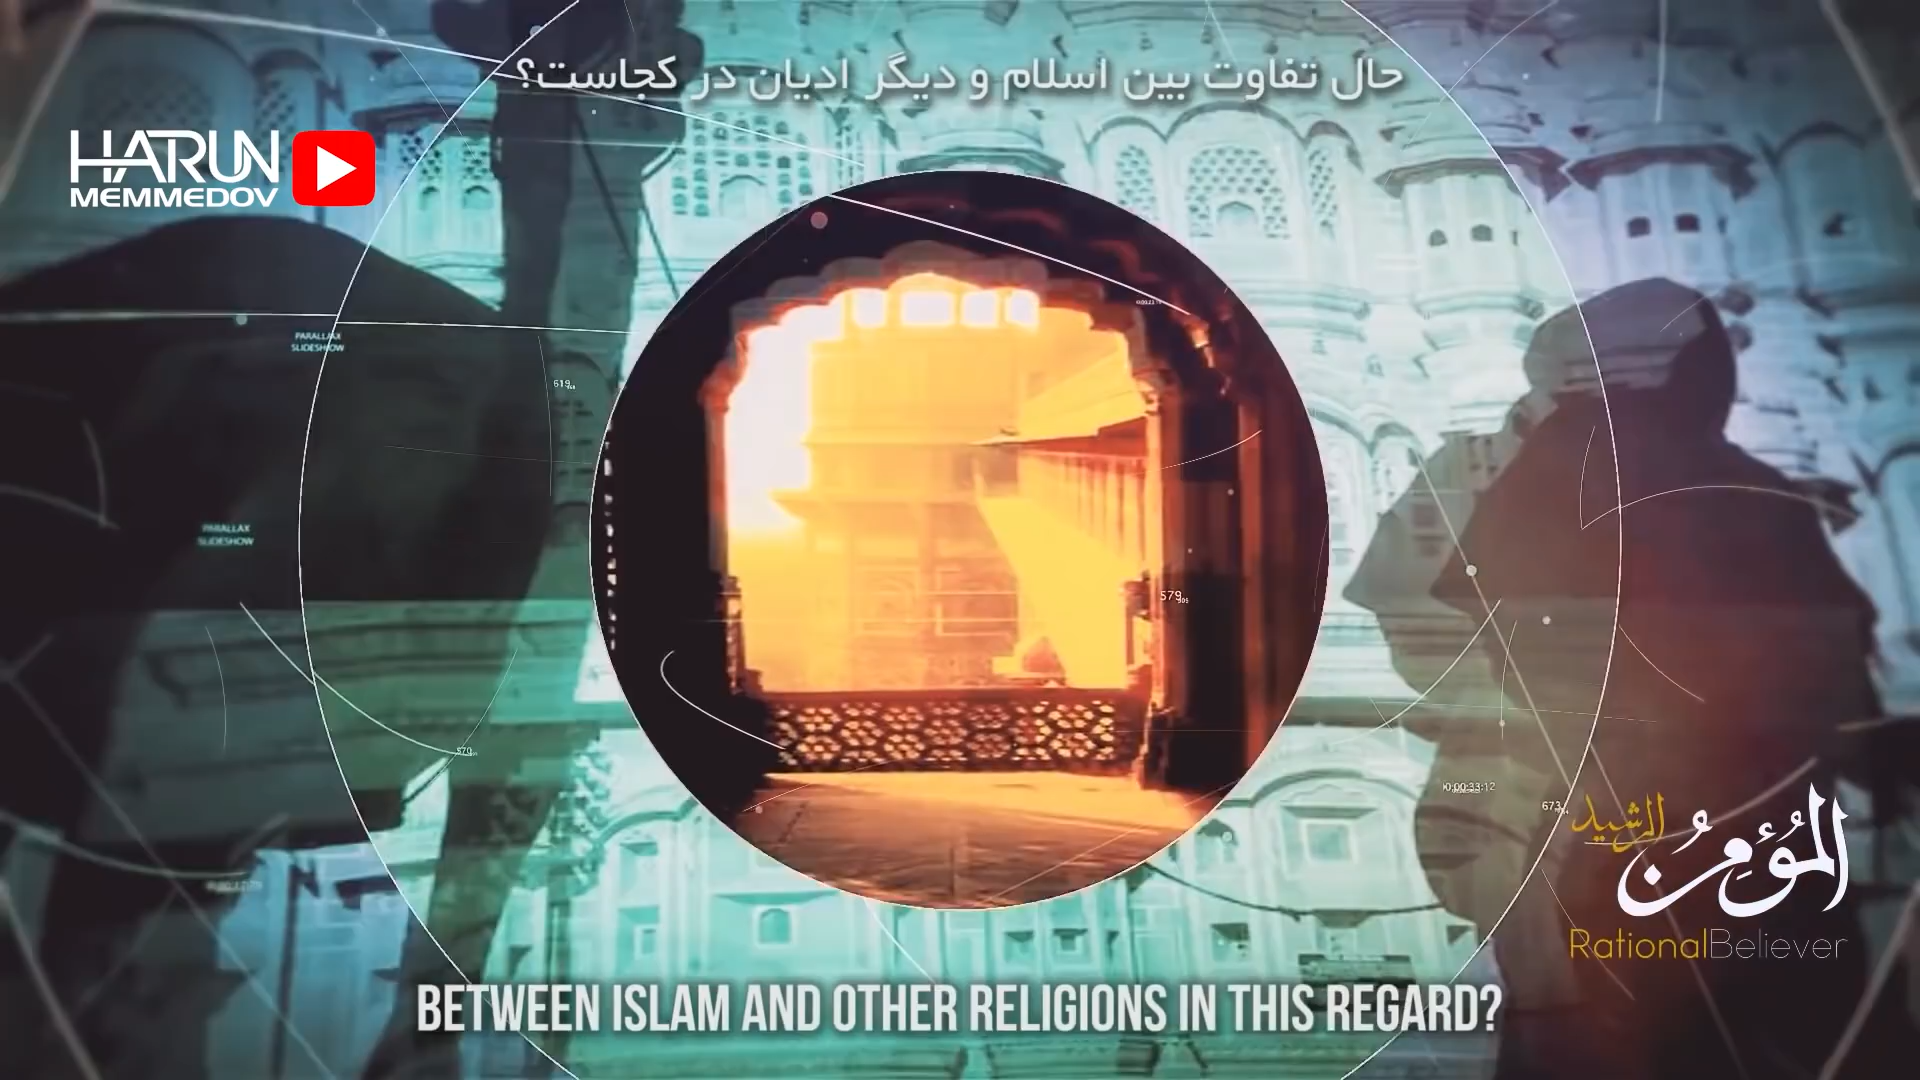 حال تفاوت بین اسلام و دیگر ادیان در کجاست؟
HARUN
MEMMEDOV
PARALLAX
SLIDESHOW
619
PARALLAX
SLIDESHOW
579
570
0:00:33:12
673
المؤمن
الرشيد
RationalBeliever
BETWEEN ISLAM AND OTHER RELIGIONS IN THIS REGARD?